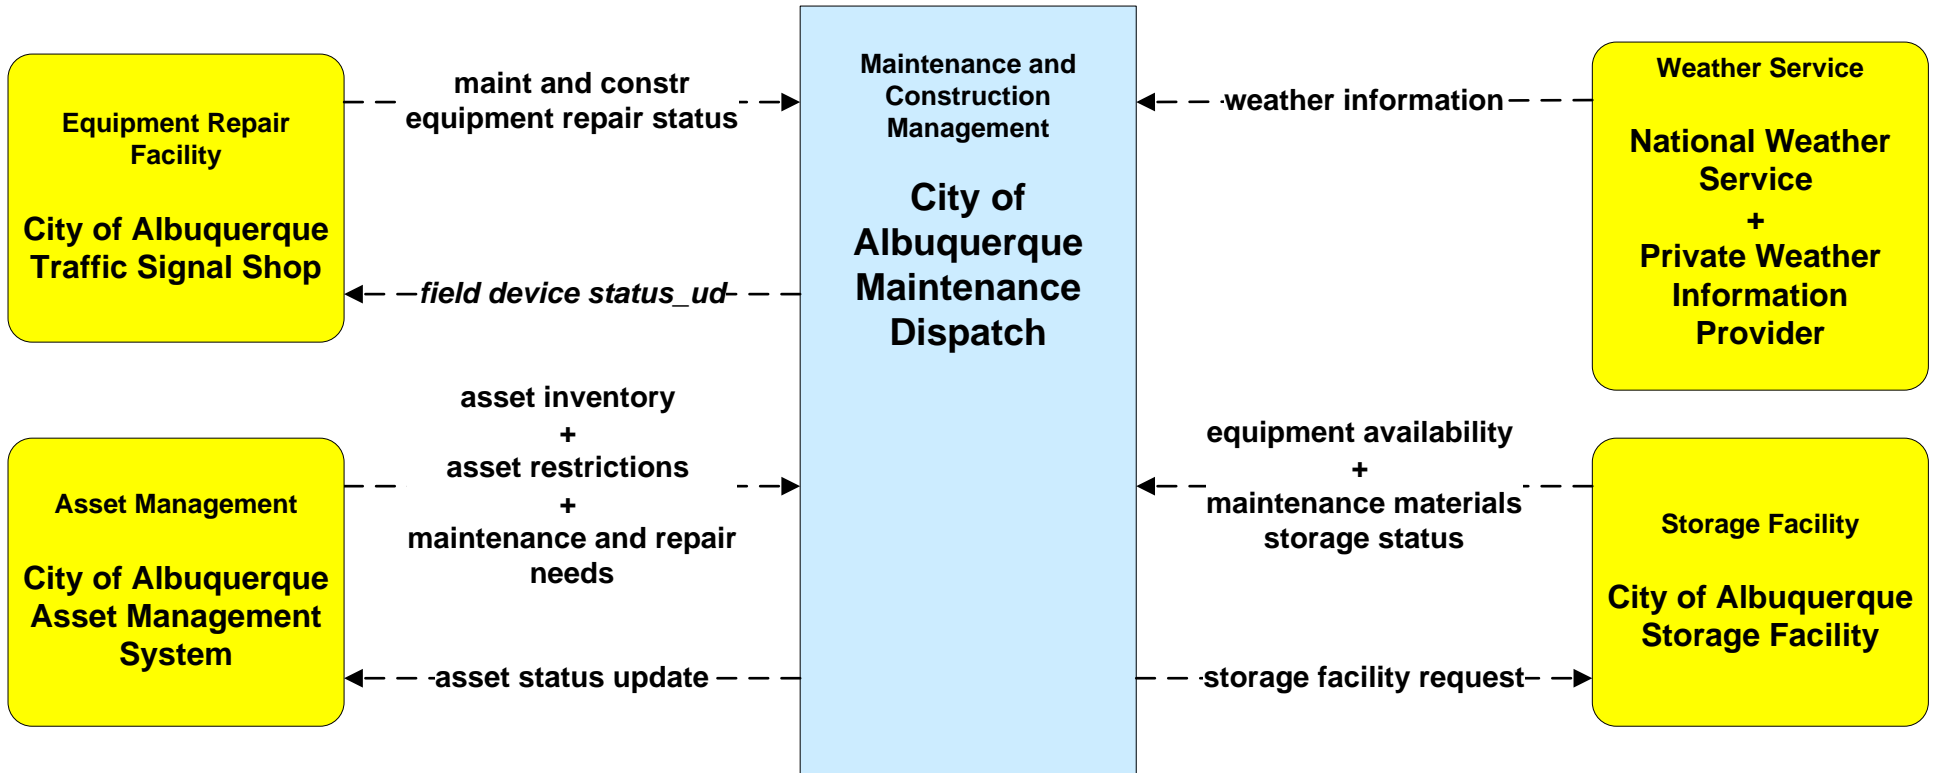 Equipment Repair
Facility
City of Albuquerque
Traffic Signal Shop
maint and constr
equipment repair status
field device status_ud
Asset Management
City of Albuquerque
Asset Management
System
asset inventory
+
asset restrictions
+
maintenance and repair
needs
asset status update
Maintenance and
Construction
Management
City of
Albuquerque
Maintenance
Dispatch
weather information
Weather Service
National Weather
Service
+
Private Weather
Information
Provider
equipment availability
+
maintenance materials
storage status
storage facility request
Storage Facility
City of Albuquerque
Storage Facility